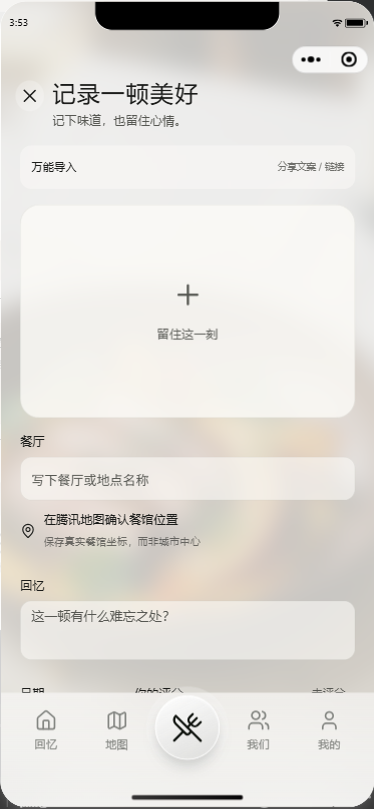 3:53
记录一顿美好
记下味道，也留住心情。
万能导入
分享文案 / 链接
留住这一刻
餐厅
写下餐厅或地点名称
在腾讯地图确认餐馆位置
保存真实餐馆坐标，而非城市中心
回忆
这一顿有什么难忘之处?
日期 你的评分 未评分
回忆 地图 我们 我的